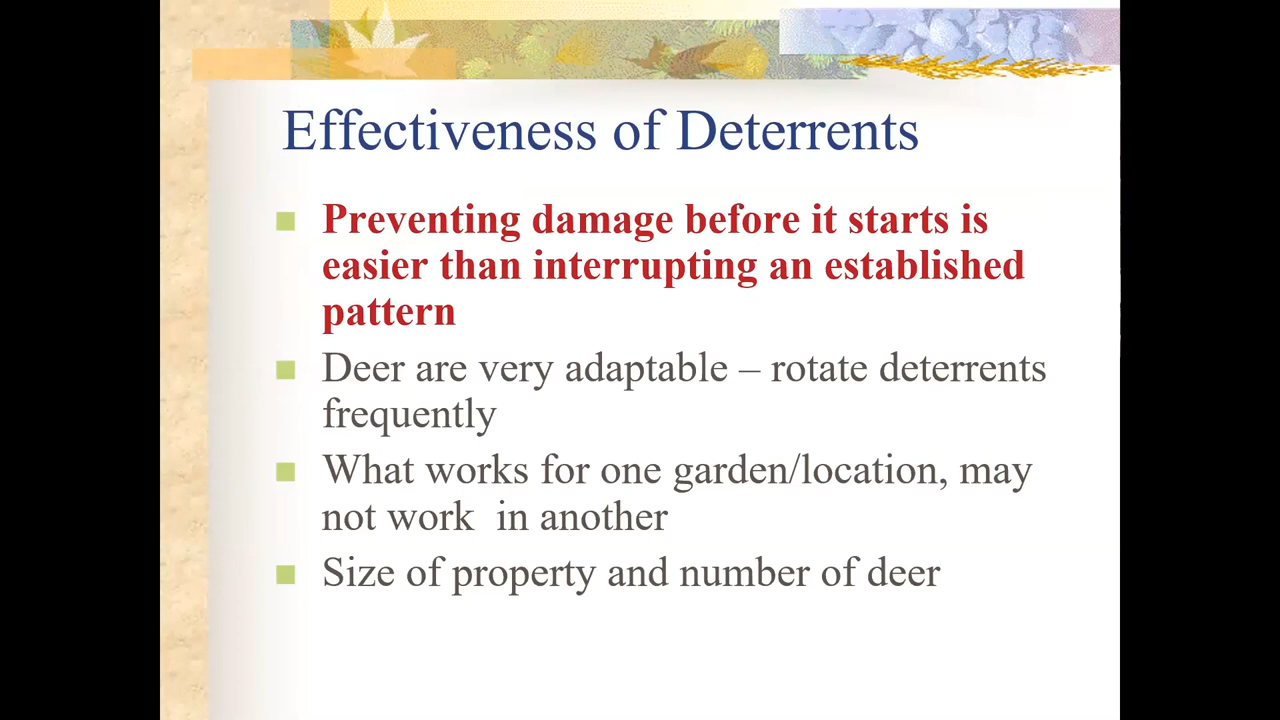 Effectiveness of Deterrents
Preventing damage before it starts is
easier than interrupting an established
pattern
Deer are very adaptable – rotate deterrents
frequently
What works for one garden/location, may
not work  in another
Size of property and number of deer